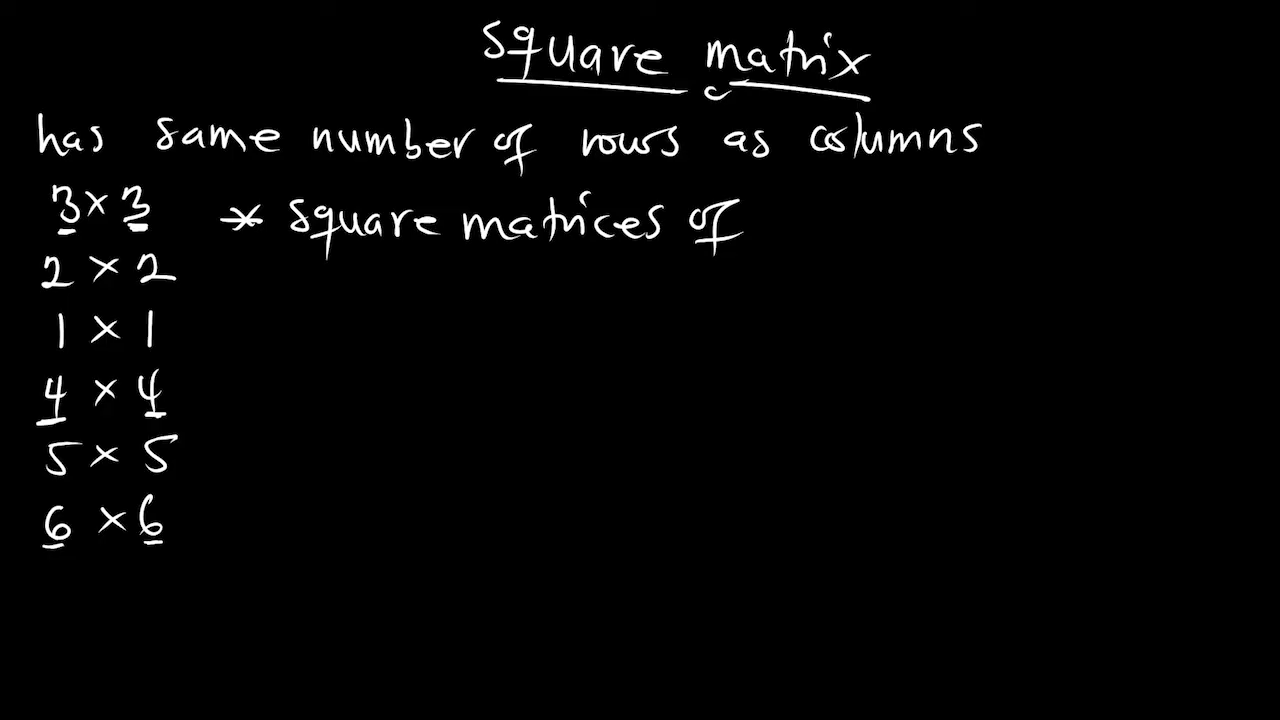 square matrix
has same number of rows as columns
3 × 3 * square matrices of
2 × 2
1 × 1
4 × 4
5 × 5
6 × 6